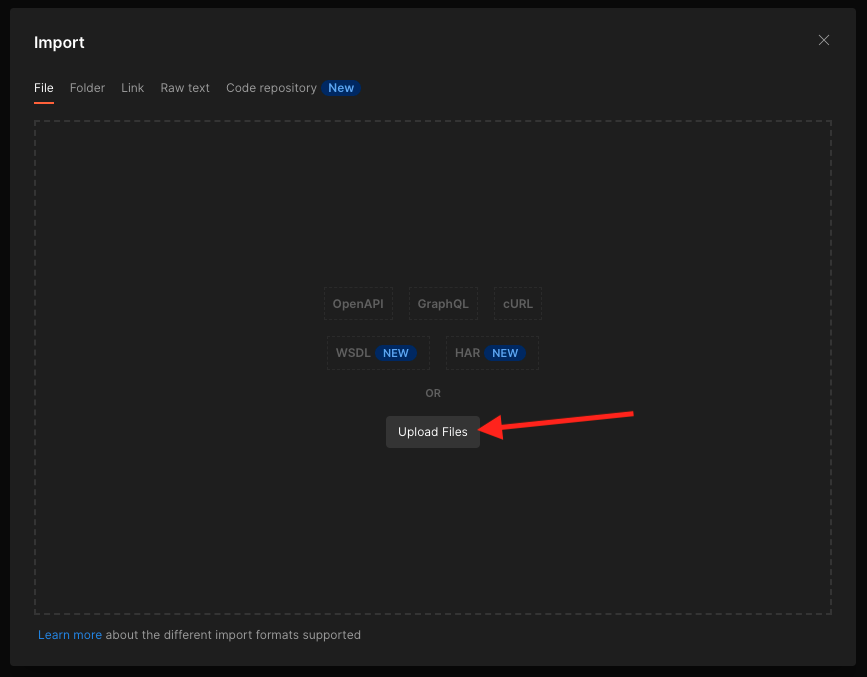 Import
File Folder Link Raw text Code repository New
OpenAPI GraphQL cURL
WSDL NEW HAR NEW
OR
Upload Files
Learn more about the different import formats supported